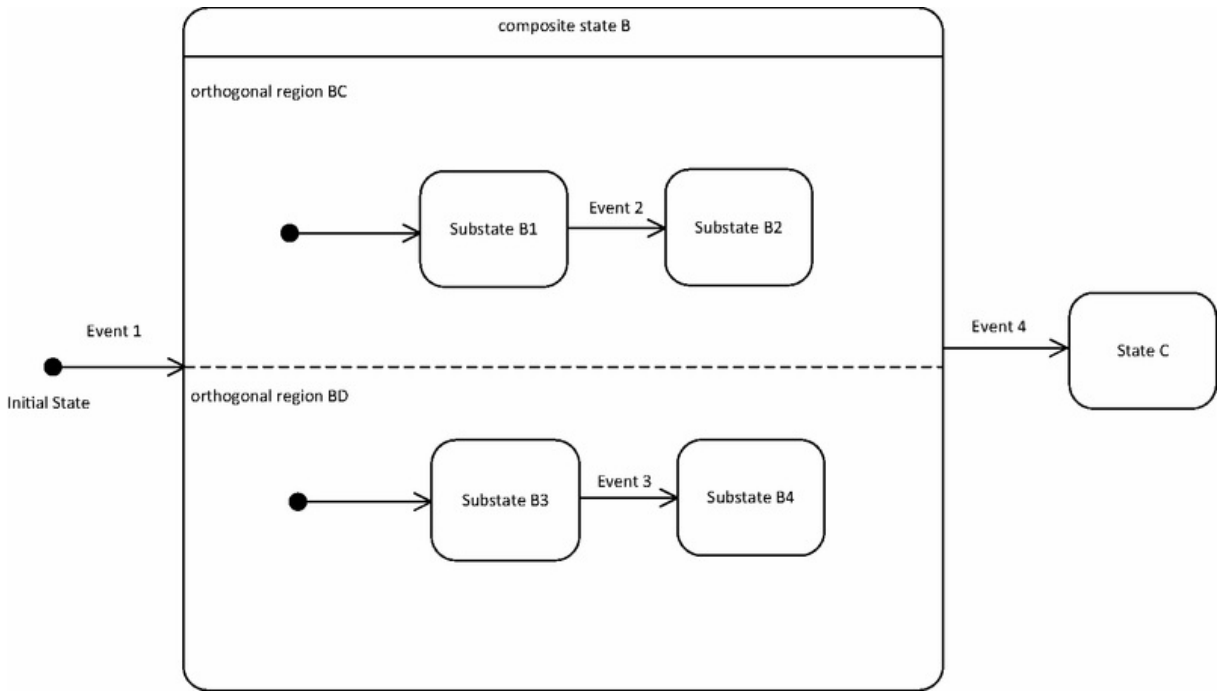 composite state B
orthogonal region BC
Substate B1
Event 2
Substate B2
Event 1
Initial State
Event 4
State C
orthogonal region BD
Substate B3
Event 3
Substate B4